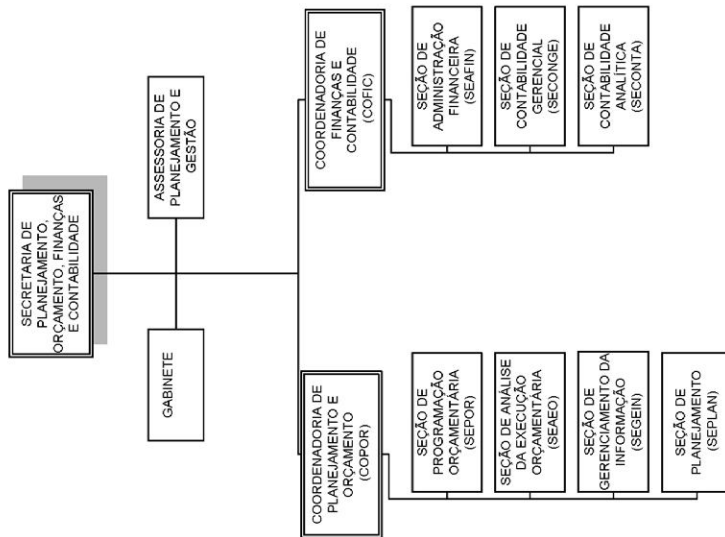 SECRETARIA DE
PLANEJAMENTO,
ORÇAMENTO, FINANÇAS
E CONTABILIDADE
GABINETE
ASSESSORIA DE
PLANEJAMENTO E
GESTÃO
COORDENADORIA DE
PLANEJAMENTO E
ORÇAMENTO
(COPOR)
SEÇÃO DE
PROGRAMAÇÃO
ORÇAMENTÁRIA
(SEPOR)
SEÇÃO DE ANÁLISE
DA EXECUÇÃO
ORÇAMENTÁRIA
(SEAEO)
SEÇÃO DE
GERENCIAMENTO DA
INFORMAÇÃO
(SEGEIN)
SEÇÃO DE
PLANEJAMENTO
(SEPLAN)
COORDENADORIA DE
FINANÇAS E
CONTABILIDADE
(COFIC)
SEÇÃO DE
ADMINISTRAÇÃO
FINANCEIRA
(SEAFIN)
SEÇÃO DE
CONTABILIDADE
GERENCIAL
(SECONGE)
SEÇÃO DE
CONTABILIDADE
ANALÍTICA
(SECONTA)